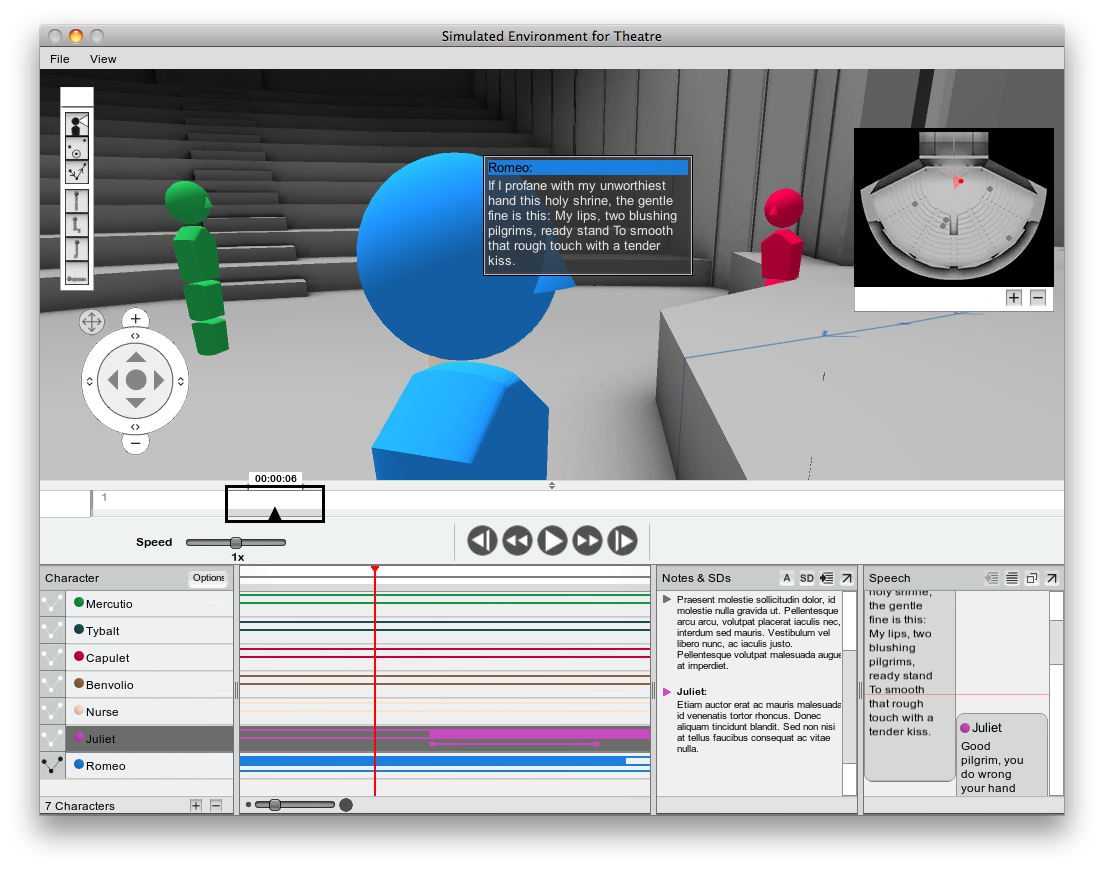 Simulated Environment for Theatre
File View
Romeo:
If I profane with my unworthiest
hand this holy shrine, the gentle
fine is this: My lips, two blushing
pilgrims, ready stand To smooth
that rough touch with a tender
kiss.
+ −
+
−
00:00:06
1
Speed
1x
Character
Options
Mercutio
Tybalt
Capulet
Benvolio
Nurse
Juliet
Romeo
7 Characters
+ −
Notes & SDs
A SD
Praesent molestie sollicitudin dolor, id
molestie nulla gravida ut. Pellentesque
arcu arcu, volutpat placerat iaculis nec,
interdum sed mauris. Vestibulum vel
libero nunc, ac iaculis justo.
Pellentesque volutpat malesuada augue
at imperdiet.
Juliet:
Etiam auctor erat ac mauris malesuada
id venenatis tortor rhoncus. Donec
aliquam tincidunt blandit. Sed non nisi
at tellus faucibus consequat ac vitae
nulla.
Speech
holy shrine,
the gentle
fine is this:
My lips, two
blushing
pilgrims,
ready stand
To smooth
that rough
touch with a
tender kiss.
Juliet
Good
pilgrim, you
do wrong
your hand